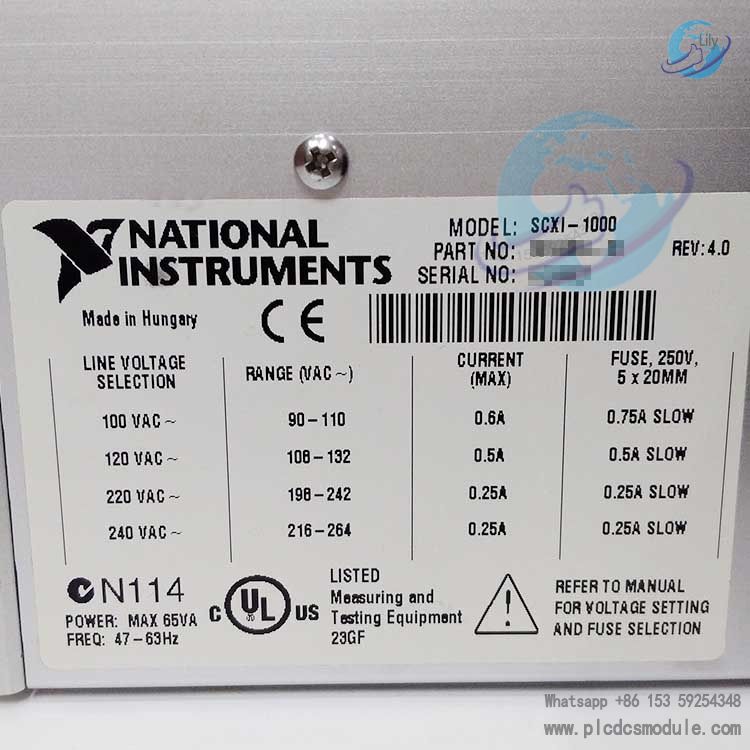 Lily
NATIONAL
INSTRUMENTS
MODEL: SCXI-1000
PART NO:
REV: 4.0
SERIAL NO:
Made in Hungary
CE
LINE VOLTAGE SELECTION RANGE (VAC ~) CURRENT (MAX) FUSE, 250V, 5 x 20MM
100 VAC ~ 90-110 0.6A 0.75A SLOW
120 VAC ~ 108-132 0.5A 0.5A SLOW
220 VAC ~ 198-242 0.25A 0.25A SLOW
240 VAC ~ 216-264 0.25A 0.25A SLOW
N114
POWER: MAX 65VA
FREQ: 47-63Hz
C UL US
LISTED
Measuring and
Testing Equipment
23GF
REFER TO MANUAL
FOR VOLTAGE SETTING
AND FUSE SELECTION
Whatsapp +86 153 59254348
www.plcdcsmodule.com